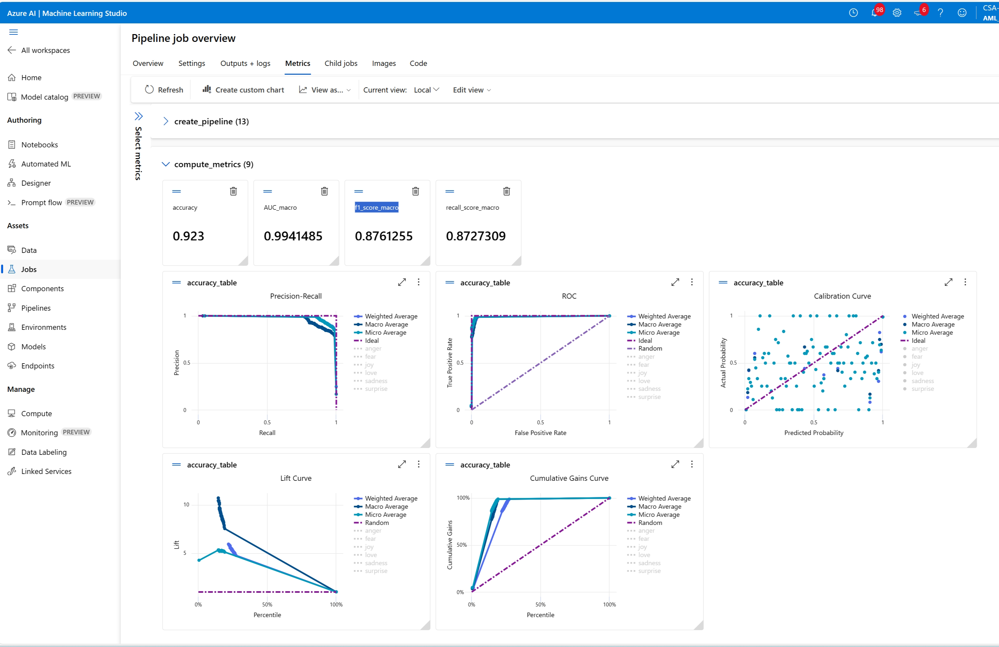 Azure AI | Machine Learning Studio
98
6
CSA-
AML_
All workspaces
Home
Model catalog PREVIEW
Authoring
Notebooks
Automated ML
Designer
Prompt flow PREVIEW
Assets
Data
Jobs
Components
Pipelines
Environments
Models
Endpoints
Manage
Compute
Monitoring PREVIEW
Data Labeling
Linked Services
Pipeline job overview
Overview Settings Outputs + logs Metrics Child jobs Images Code
Refresh Create custom chart View as... Current view: Local Edit view
Select metrics
create_pipeline (13)
compute_metrics (9)
accuracy
0.923
AUC_macro
0.9941485
f1_score_macro
0.8761255
recall_score_macro
0.8727309
accuracy_table
Precision-Recall
Precision
1
0.5
0
0 0.5 1
Recall
Weighted Average
Macro Average
Micro Average
Ideal
anger
fear
joy
love
sadness
surprise
accuracy_table
ROC
True Positive Rate
1
0.5
0
0 0.5 1
False Positive Rate
Weighted Average
Macro Average
Micro Average
Ideal
Random
anger
fear
joy
love
sadness
surprise
accuracy_table
Calibration Curve
Actual Probability
1
0.5
0
0 0.5 1
Predicted Probability
Weighted Average
Macro Average
Micro Average
Ideal
anger
fear
joy
love
sadness
surprise
accuracy_table
Lift Curve
Lift
10
5
0% 50% 100%
Percentile
Weighted Average
Macro Average
Micro Average
Random
anger
fear
joy
love
sadness
surprise
accuracy_table
Cumulative Gains Curve
Cumulative Gains
100%
50%
0%
0% 50% 100%
Percentile
Weighted Average
Macro Average
Micro Average
Random
anger
fear
joy
love
sadness
surprise